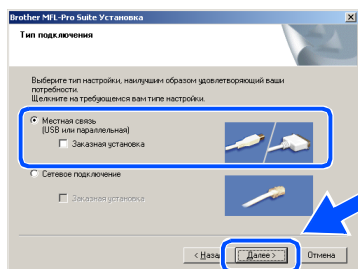 Brother MFL-Pro Suite Установка
Тип подключения
Выберите тип настройки, наилучшим образом удовлетворяющий ваши
потребности.
Щелкните на требующемся вам типе настройки.
Местная связь
(USB или параллельная)
Заказная установка
Сетевое подключение
Заказная установка
< Наза
Далее >
Отмена